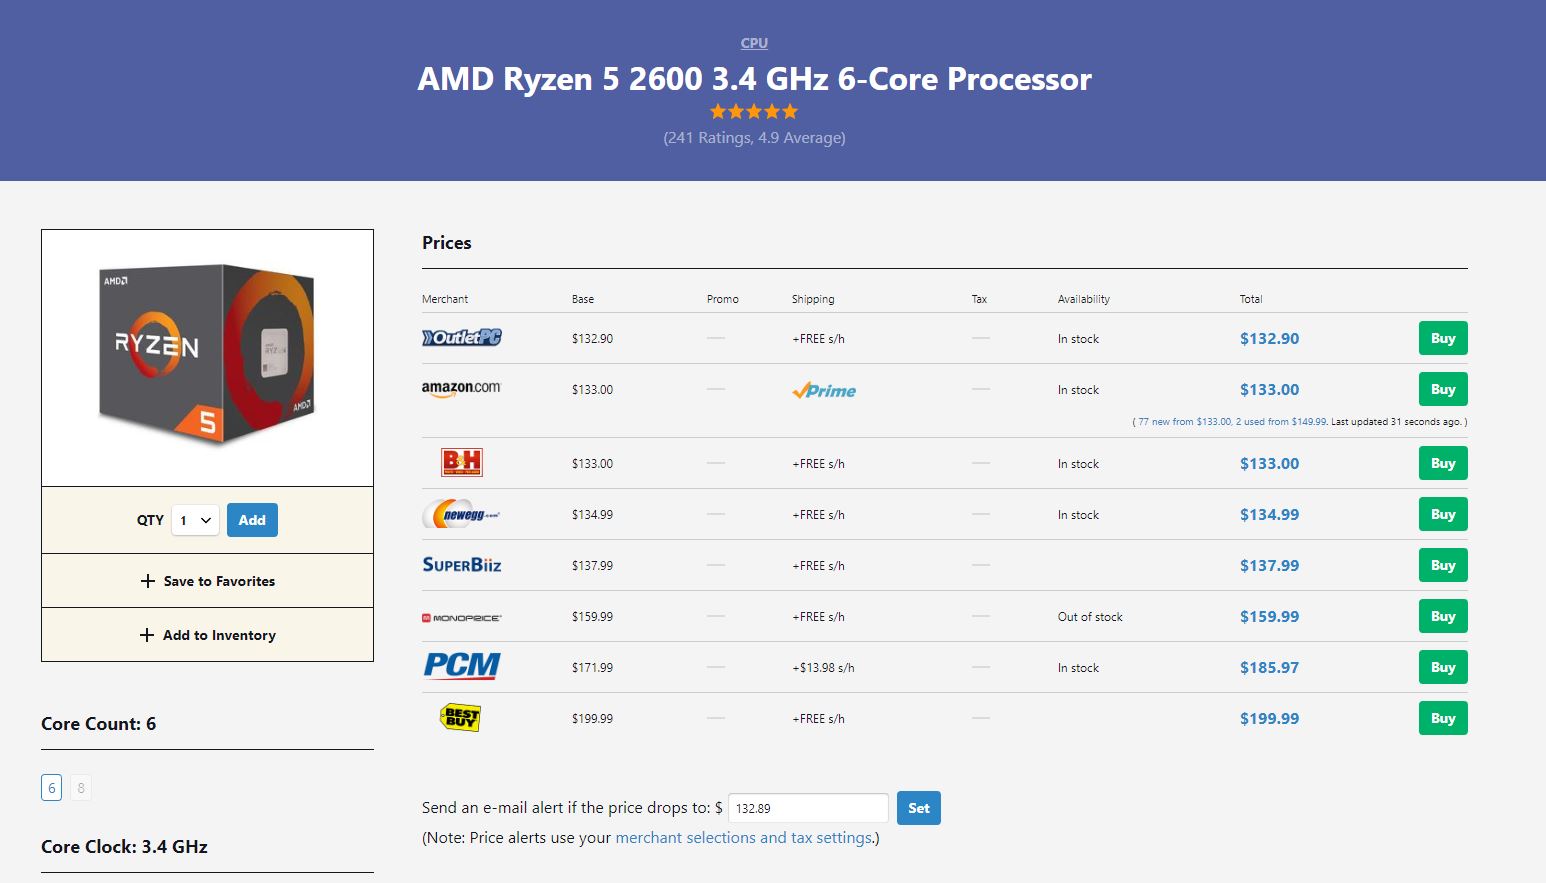 CPU
AMD Ryzen 5 2600 3.4 GHz 6-Core Processor
(241 Ratings, 4.9 Average)
AMD
RYZEN
5
RYZEN
AMD
QTY 1 Add
Save to Favorites
Add to Inventory
Core Count: 6
6 8
Core Clock: 3.4 GHz
Prices
Merchant Base Promo Shipping Tax Availability Total
OutletPC $132.90 — +FREE s/h — In stock $132.90 Buy
amazon.com $133.00 — Prime — In stock $133.00 Buy
( 77 new from $133.00, 2 used from $149.99. Last updated 31 seconds ago. )
B&H $133.00 — +FREE s/h — In stock $133.00 Buy
newegg.com $134.99 — +FREE s/h — In stock $134.99 Buy
SUPERBiiz $137.99 — +FREE s/h — $137.99 Buy
MONOPRICE $159.99 — +FREE s/h — Out of stock $159.99 Buy
PCM $171.99 — +$13.98 s/h — In stock $185.97 Buy
BEST BUY $199.99 — +FREE s/h — $199.99 Buy
Send an e-mail alert if the price drops to: $ 132.89 Set
(Note: Price alerts use your merchant selections and tax settings.)